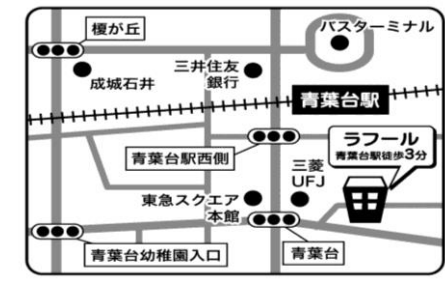 榎が丘
バスターミナル
成城石井
三井住友
銀行
青葉台駅
青葉台駅西側
ラフール
青葉台駅徒歩3分
三菱
UFJ
東急スクエア
本館
青葉台幼稚園入口
青葉台